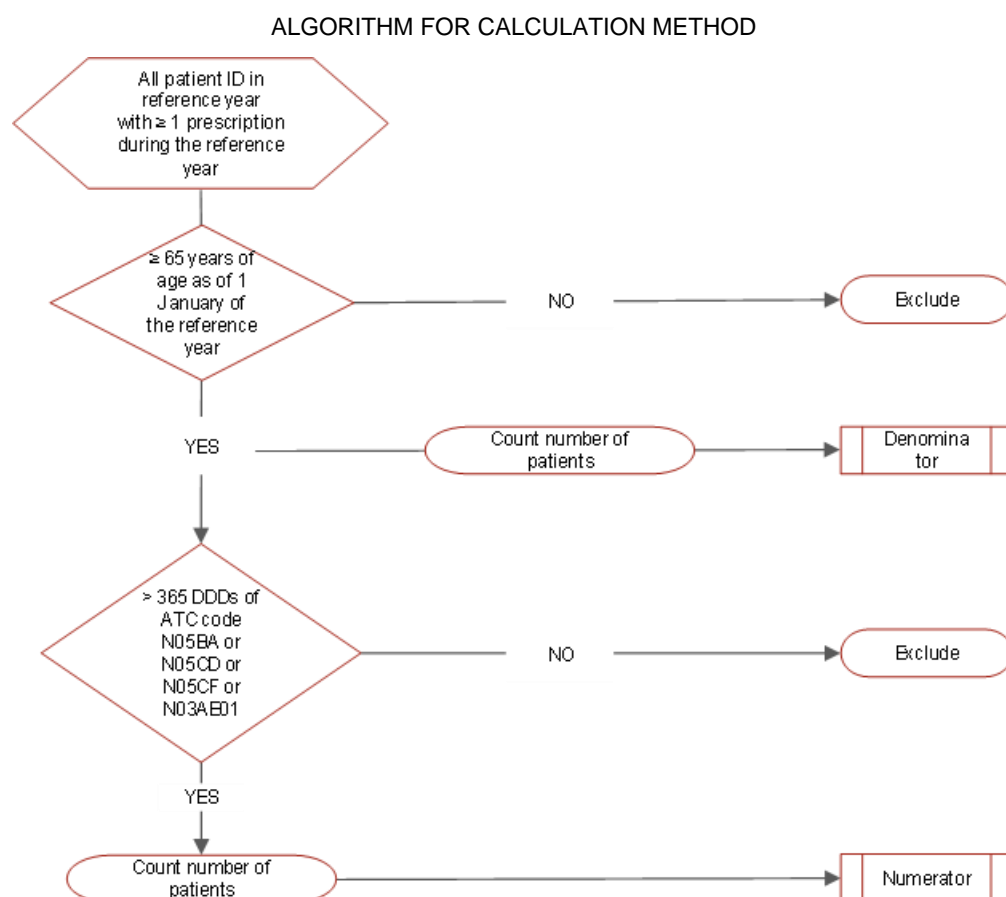 ALGORITHM FOR CALCULATION METHOD
All patient ID in
reference year
with ≥ 1 prescription
during the reference
year
≥ 65 years of
age as of 1
January of
the reference
year
NO
Exclude
YES
Count number of
patients
Denomina
tor
> 365 DDDs of
ATC code
N05BA or
N05CD or
N05CF or
N03AE01
NO
Exclude
YES
Count number of
patients
Numerator